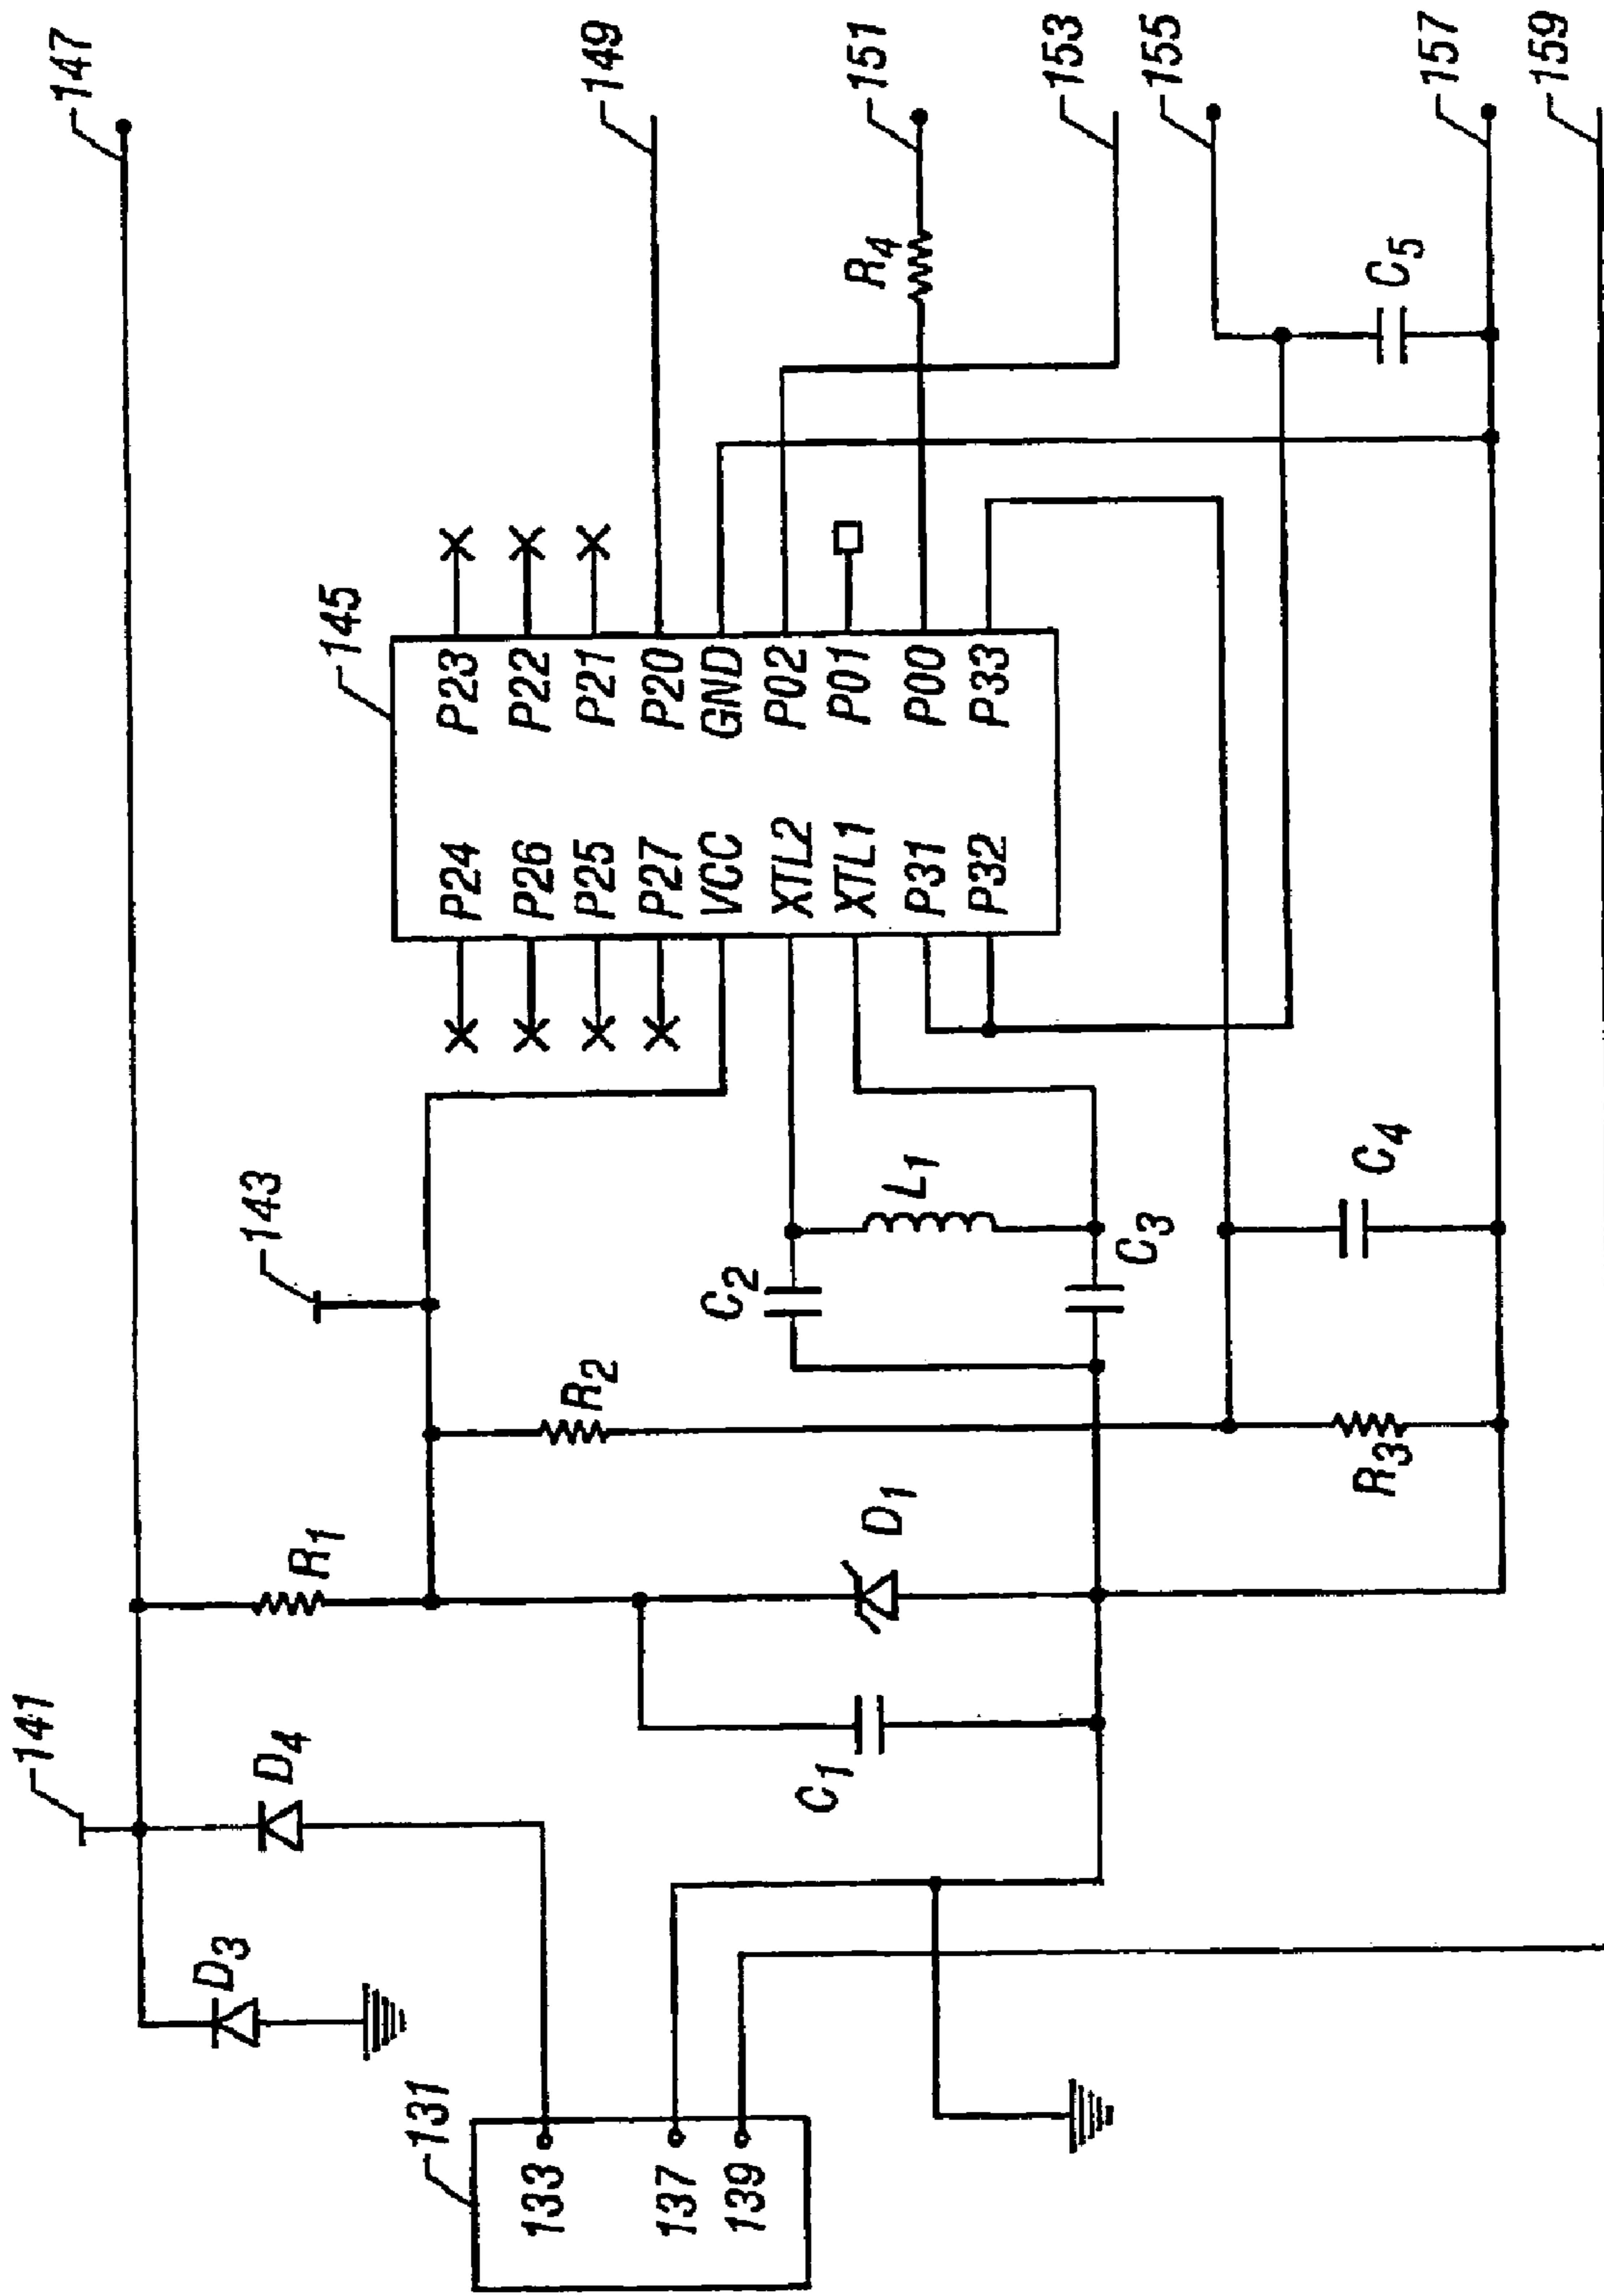 147
149
151
153
155
157
159
R4
C5
145
P24 P23
P26 P22
P25 P21
P27 P20
VCC GND
XTL2 P02
XTL1 P01
P31 P00
P32 P33
143
L1
C2
C3
C4
R2
R3
R1
D1
C1
141
D4
D3
131
133
137
139